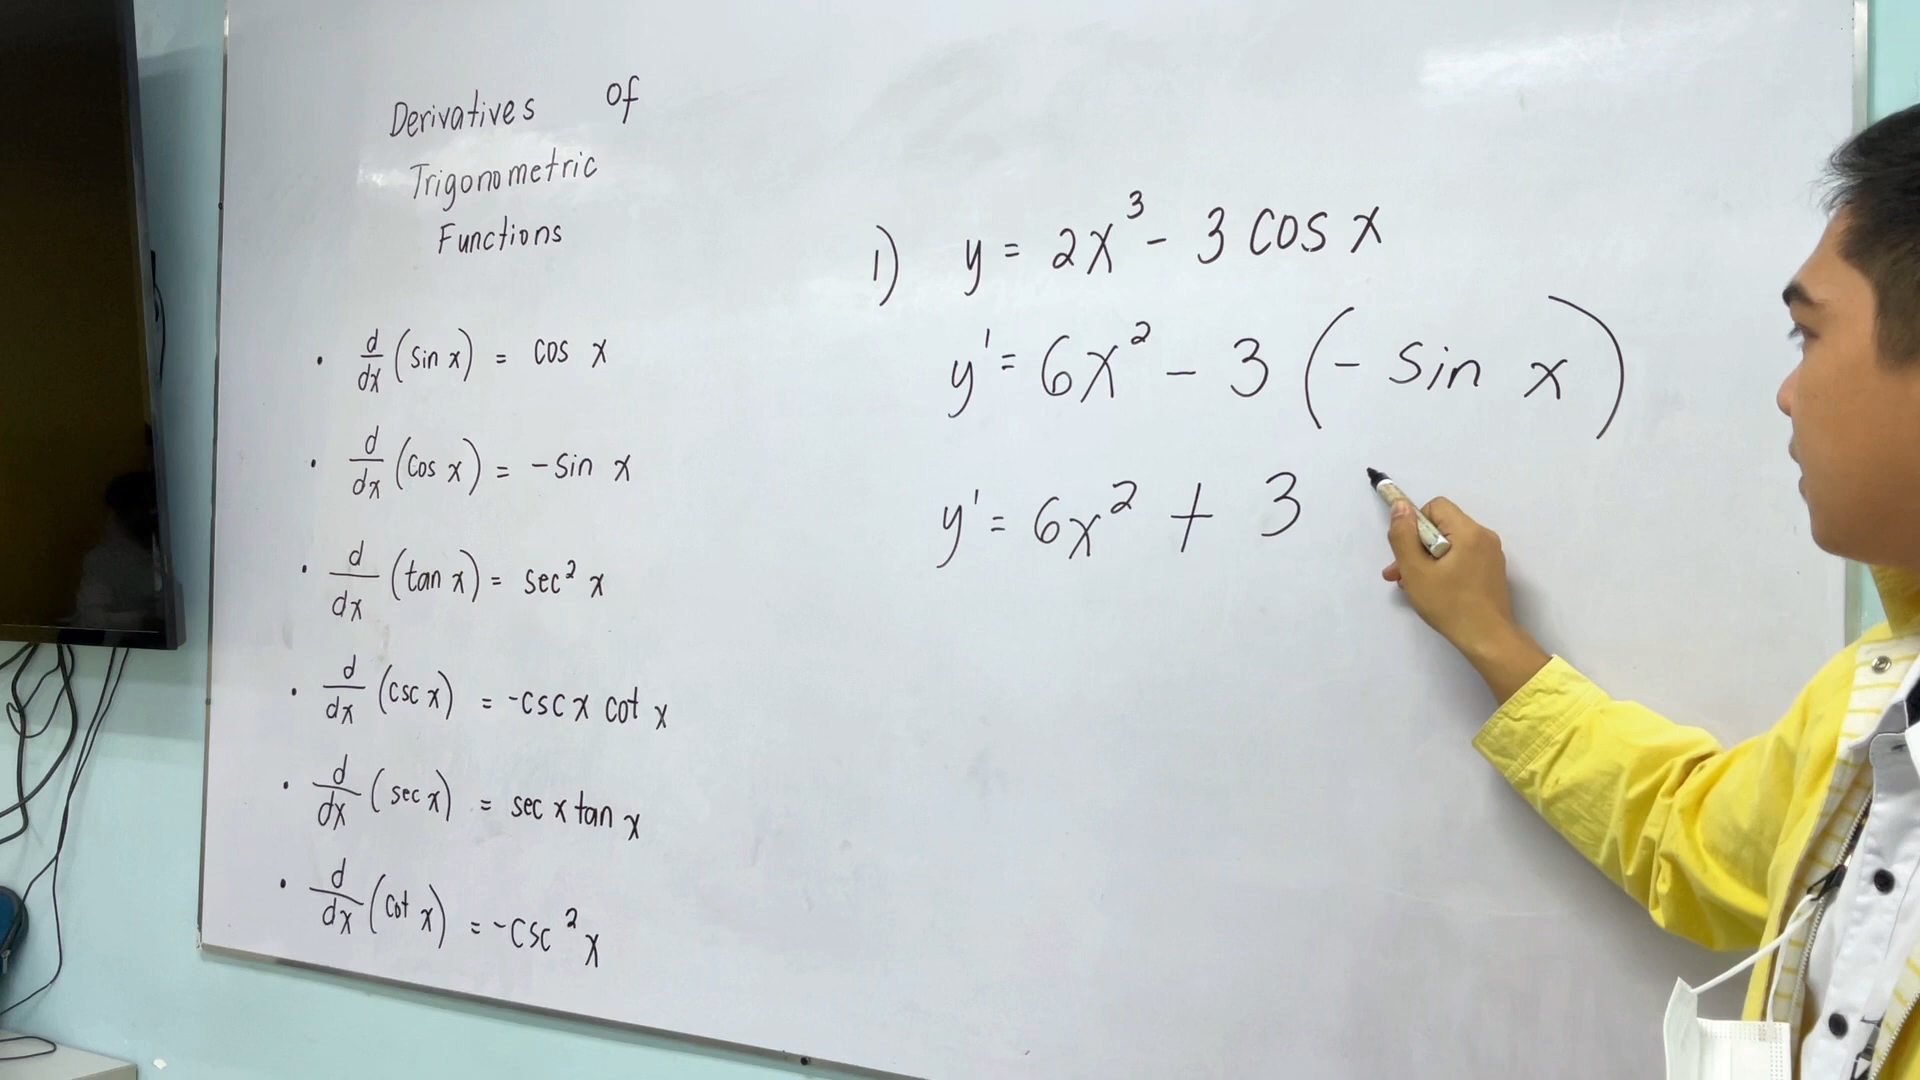 Derivatives of
Trigonometric
Functions
• d/dx (sin x) = cos x
• d/dx (cos x) = - sin x
• d/dx (tan x) = sec² x
• d/dx (csc x) = -csc x cot x
• d/dx (sec x) = sec x tan x
• d/dx (cot x) = -csc² x
1) y = 2x³ - 3 cos x
y' = 6x² - 3 (- sin x)
y' = 6x² + 3